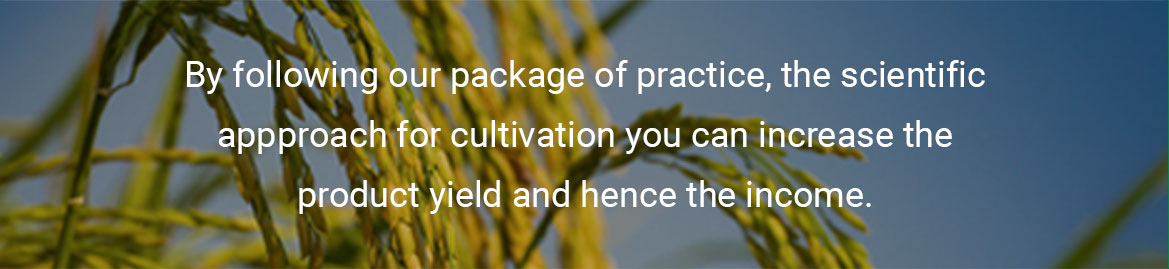 By following our package of practice, the scientific
appproach for cultivation you can increase the
product yield and hence the income.